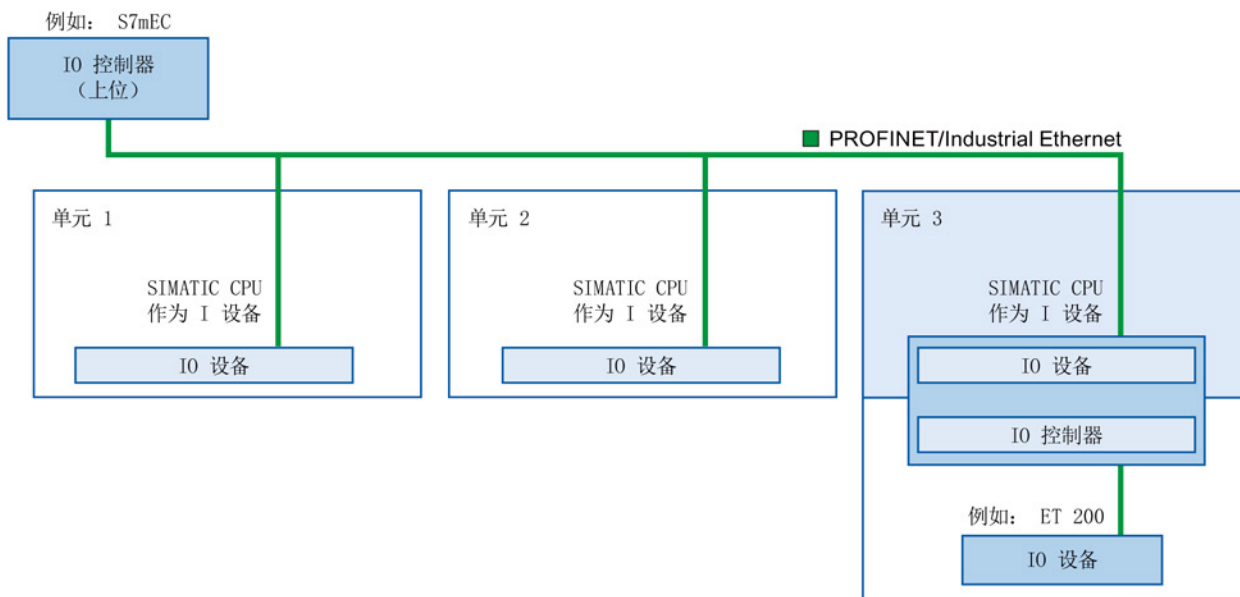 例如： S7mEC
IO 控制器
（上位）
PROFINET/Industrial Ethernet
单元 1
SIMATIC CPU
作为 I 设备
IO 设备
单元 2
SIMATIC CPU
作为 I 设备
IO 设备
单元 3
SIMATIC CPU
作为 I 设备
IO 设备
IO 控制器
例如： ET 200
IO 设备